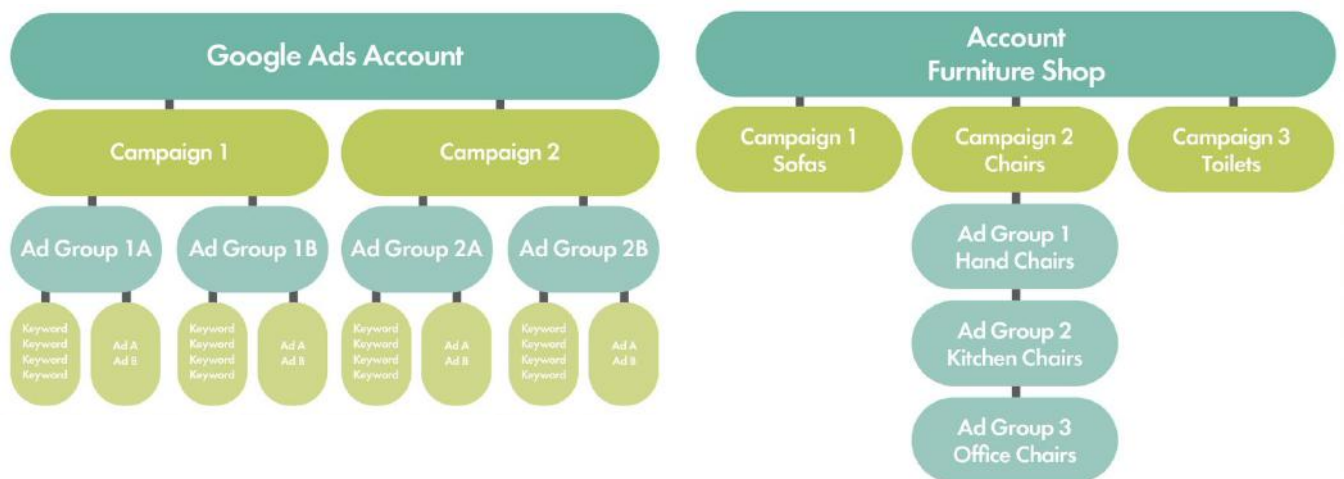 Google Ads Account
Campaign 1
Campaign 2
Ad Group 1A
Ad Group 1B
Ad Group 2A
Ad Group 2B
Keyword
Keyword
Keyword
Keyword
Ad A
Ad B
Keyword
Keyword
Keyword
Keyword
Ad A
Ad B
Keyword
Keyword
Keyword
Keyword
Ad A
Ad B
Keyword
Keyword
Keyword
Keyword
Ad A
Ad B
Account
Furniture Shop
Campaign 1
Sofas
Campaign 2
Chairs
Campaign 3
Toilets
Ad Group 1
Hand Chairs
Ad Group 2
Kitchen Chairs
Ad Group 3
Office Chairs